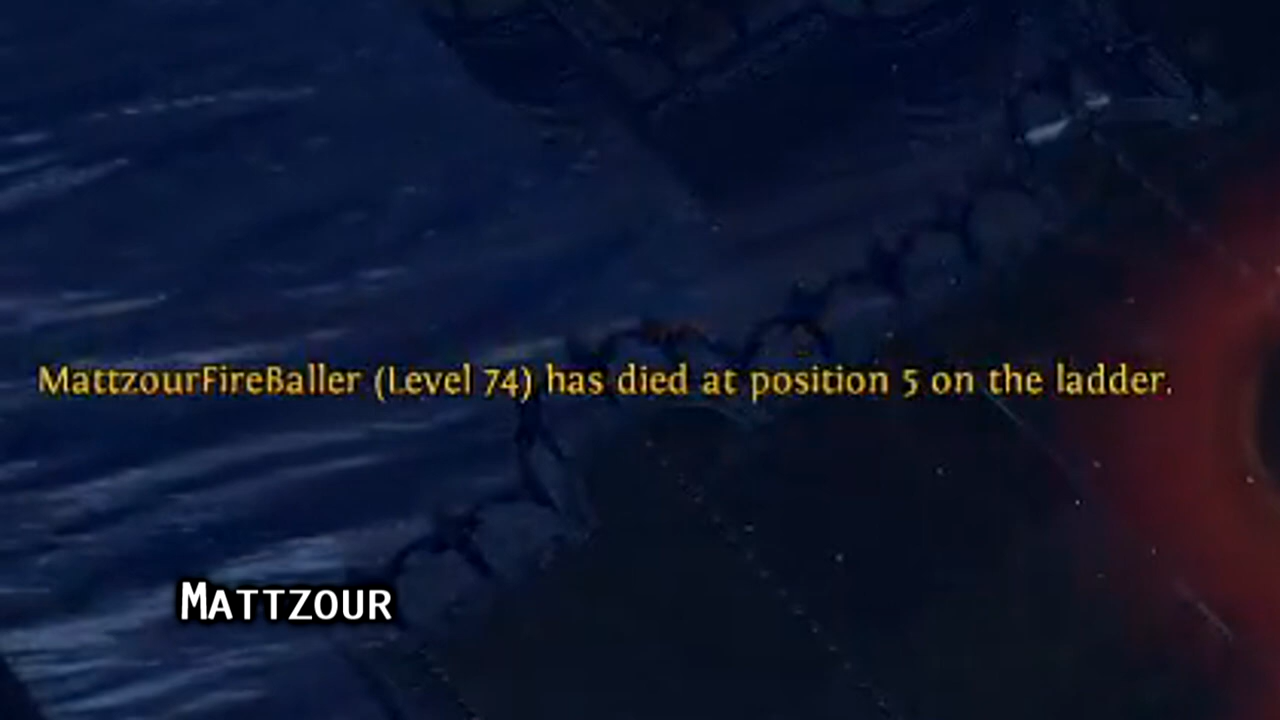 MattzourFireBaller (Level 74) has died at position 5 on the ladder.
Mattzour